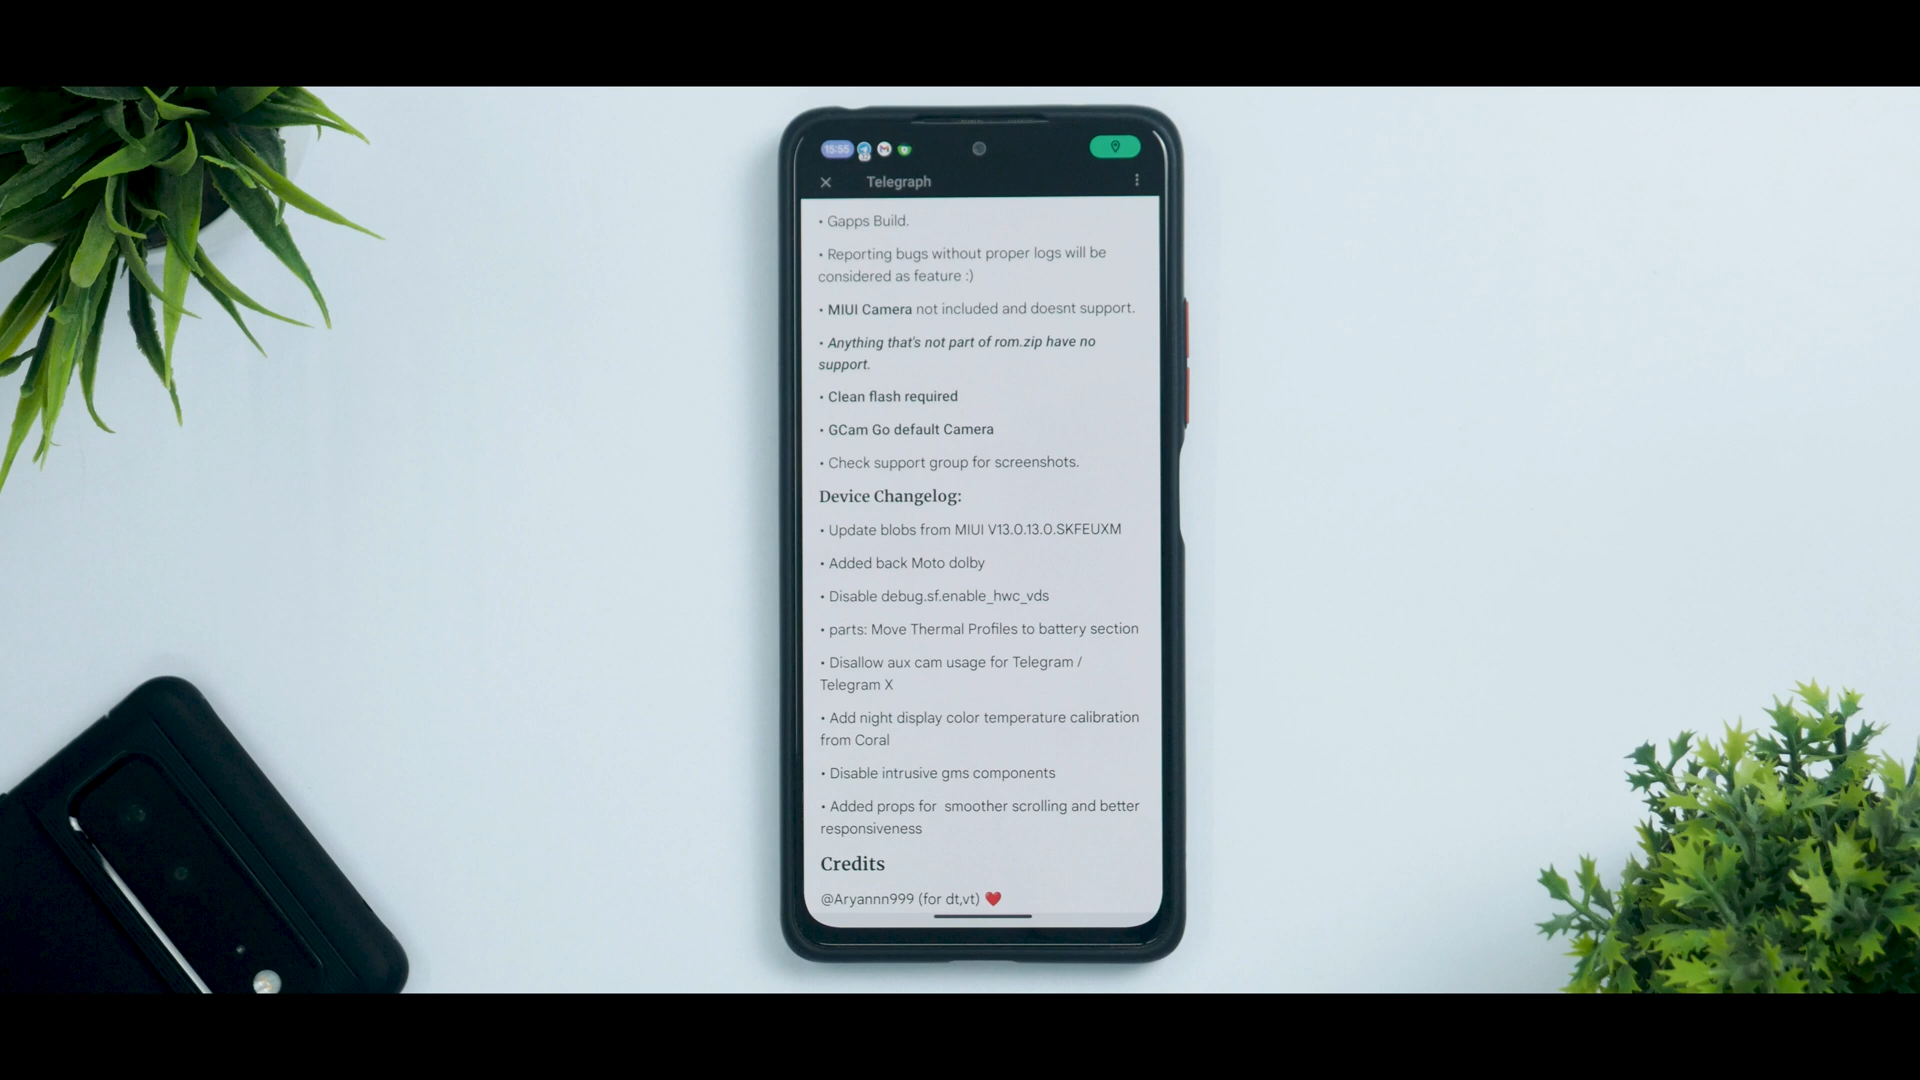 15:55
Telegraph
• Gapps Build.
• Reporting bugs without proper logs will be
considered as feature :)
• MIUI Camera not included and doesnt support.
• Anything that's not part of rom.zip have no
support.
• Clean flash required
• GCam Go default Camera
• Check support group for screenshots.
Device Changelog:
• Update blobs from MIUI V13.0.13.0.SKFEUXM
• Added back Moto dolby
• Disable debug.sf.enable_hwc_vds
• parts: Move Thermal Profiles to battery section
• Disallow aux cam usage for Telegram /
Telegram X
• Add night display color temperature calibration
from Coral
• Disable intrusive gms components
• Added props for  smoother scrolling and better
responsiveness
Credits
@Aryannn999 (for dt,vt) ❤️